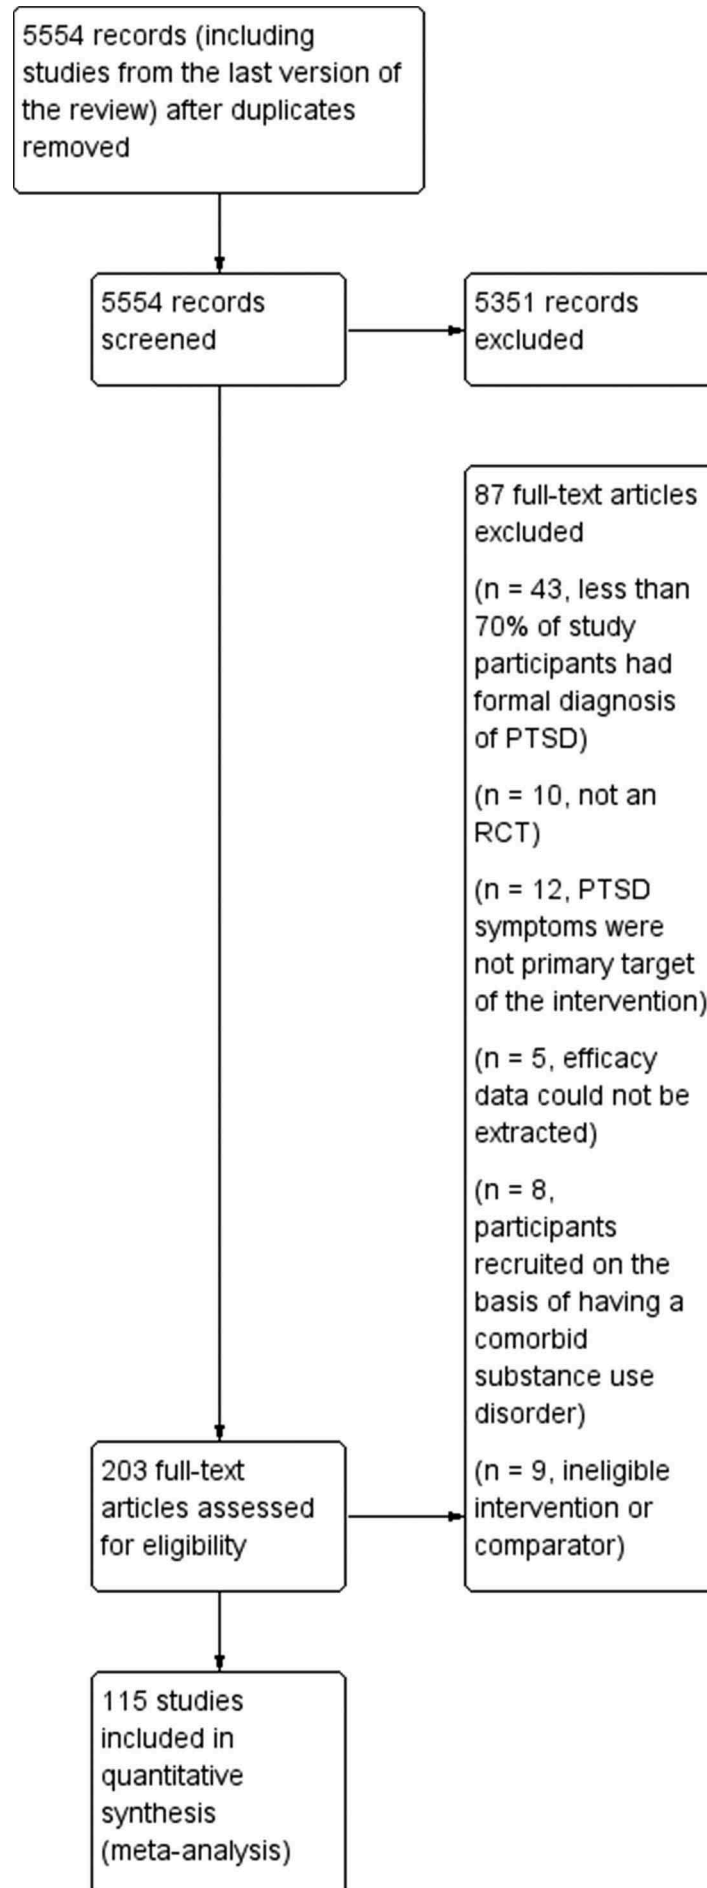 5554 records (including
studies from the last version of
the review) after duplicates
removed
5554 records
screened
5351 records
excluded
87 full-text articles
excluded
(n = 43, less than
70% of study
participants had
formal diagnosis
of PTSD)
(n = 10, not an
RCT)
(n = 12, PTSD
symptoms were
not primary target
of the intervention)
(n = 5, efficacy
data could not be
extracted)
(n = 8,
participants
recruited on the
basis of having a
comorbid
substance use
disorder)
(n = 9, ineligible
intervention or
comparator)
203 full-text
articles assessed
for eligibility
115 studies
included in
quantitative
synthesis
(meta-analysis)